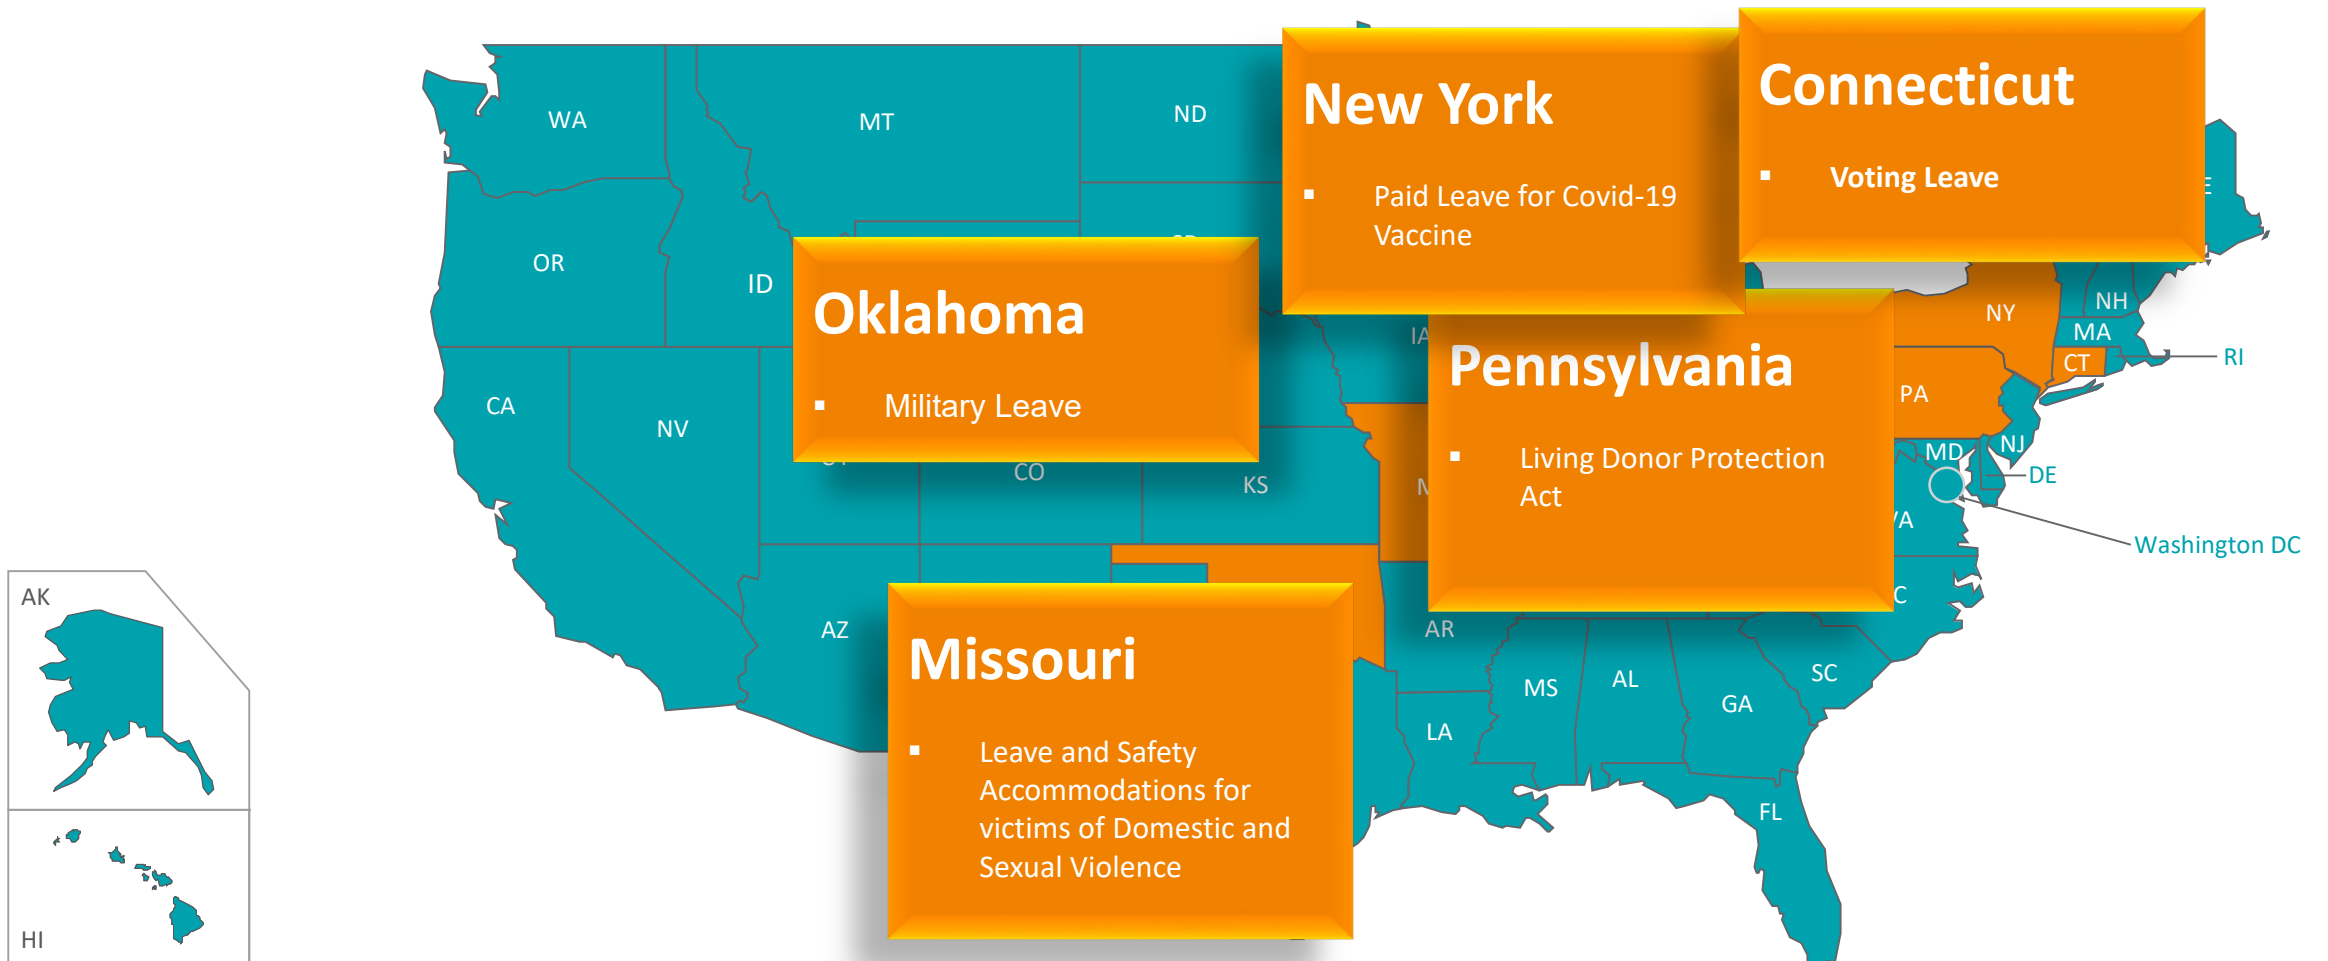 WA
MT
ND
OR
ID
CA
NV
CO
KS
AZ
IA
AR
LA
MS
AL
GA
SC
FL
NY
NH
MA
CT
RI
PA
NJ
MD
DE
Washington DC
AK
HI
New York
▪ Paid Leave for Covid-19
Vaccine
Connecticut
▪ Voting Leave
Oklahoma
▪ Military Leave
Pennsylvania
▪ Living Donor Protection
Act
Missouri
▪ Leave and Safety
Accommodations for
victims of Domestic and
Sexual Violence